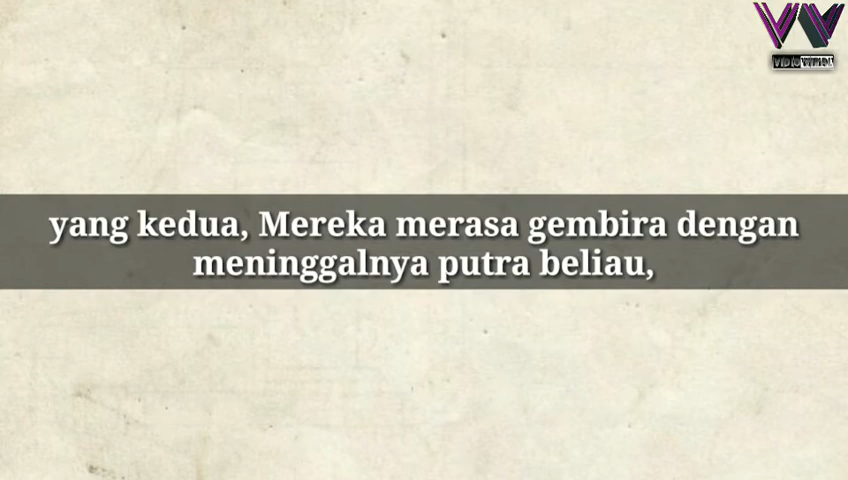 yang kedua, Mereka merasa gembira dengan
meninggalnya putra beliau,